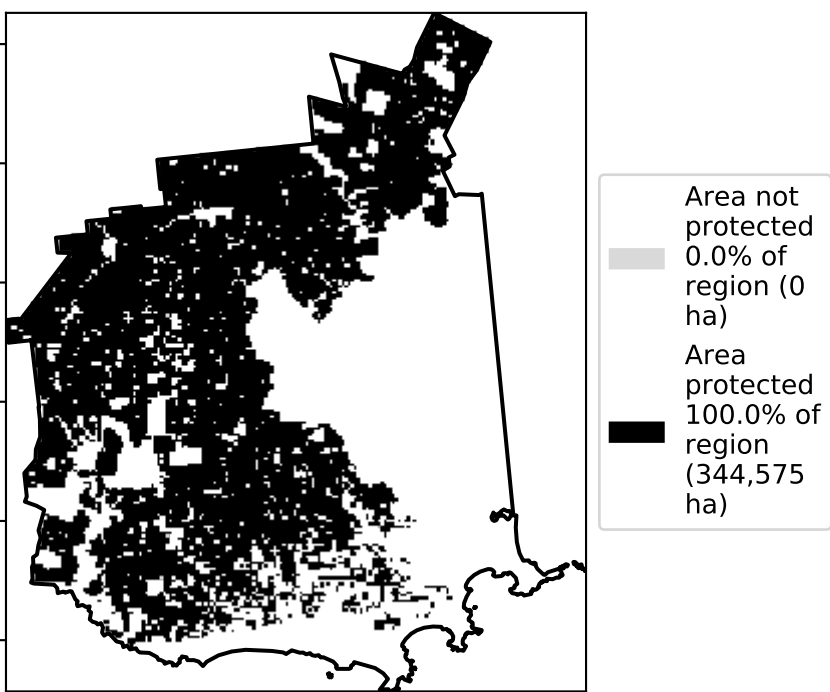 Area not
protected
0.0% of
region (0
ha)
Area
protected
100.0% of
region
(344,575
ha)